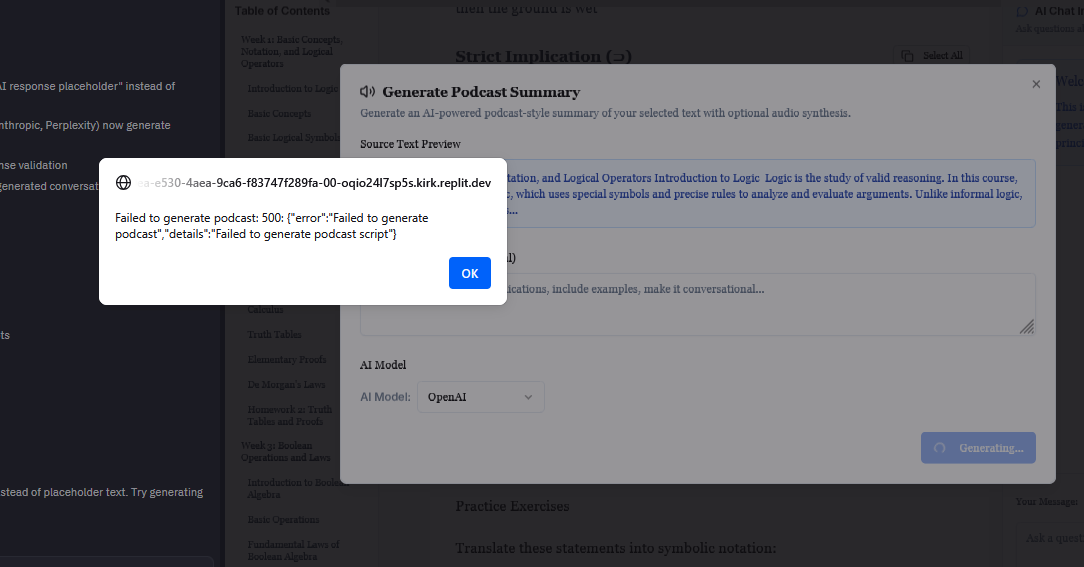 Table of Contents
then the ground is wet
AI Chat
Ask questions
Week 1: Basic Concepts,
Notation, and Logical
Operators
Strict Implication (⊃)
Select All
Introduction to Logic
Basic Concepts
Basic Logical Symbols
AI response placeholder" instead of
nthropic, Perplexity) now generate
nse validation
generated conversat
Generate Podcast Summary
Generate an AI-powered podcast-style summary of your selected text with optional audio synthesis.
Source Text Preview
tation, and Logical Operators Introduction to Logic Logic is the study of valid reasoning. In this course,
c, which uses special symbols and precise rules to analyze and evaluate arguments. Unlike informal logic,
s...
-e530-4aea-9ca6-f83747f289fa-00-oqio24l7sp5s.kirk.replit.dev
Failed to generate podcast: 500: {"error":"Failed to generate
podcast","details":"Failed to generate podcast script"}
OK
al)
ications, include examples, make it conversational...
Calculus
Truth Tables
Elementary Proofs
De Morgan's Laws
Homework 2: Truth
Tables and Proofs
Week 3: Boolean
Operations and Laws
Introduction to Boolean
Algebra
Basic Operations
Fundamental Laws of
Boolean Algebra
ts
stead of placeholder text. Try generating
AI Model
AI Model:
OpenAI
Generating...
Practice Exercises
Translate these statements into symbolic notation:
Welc
This is
gener
princ
Your Message:
Ask a quest